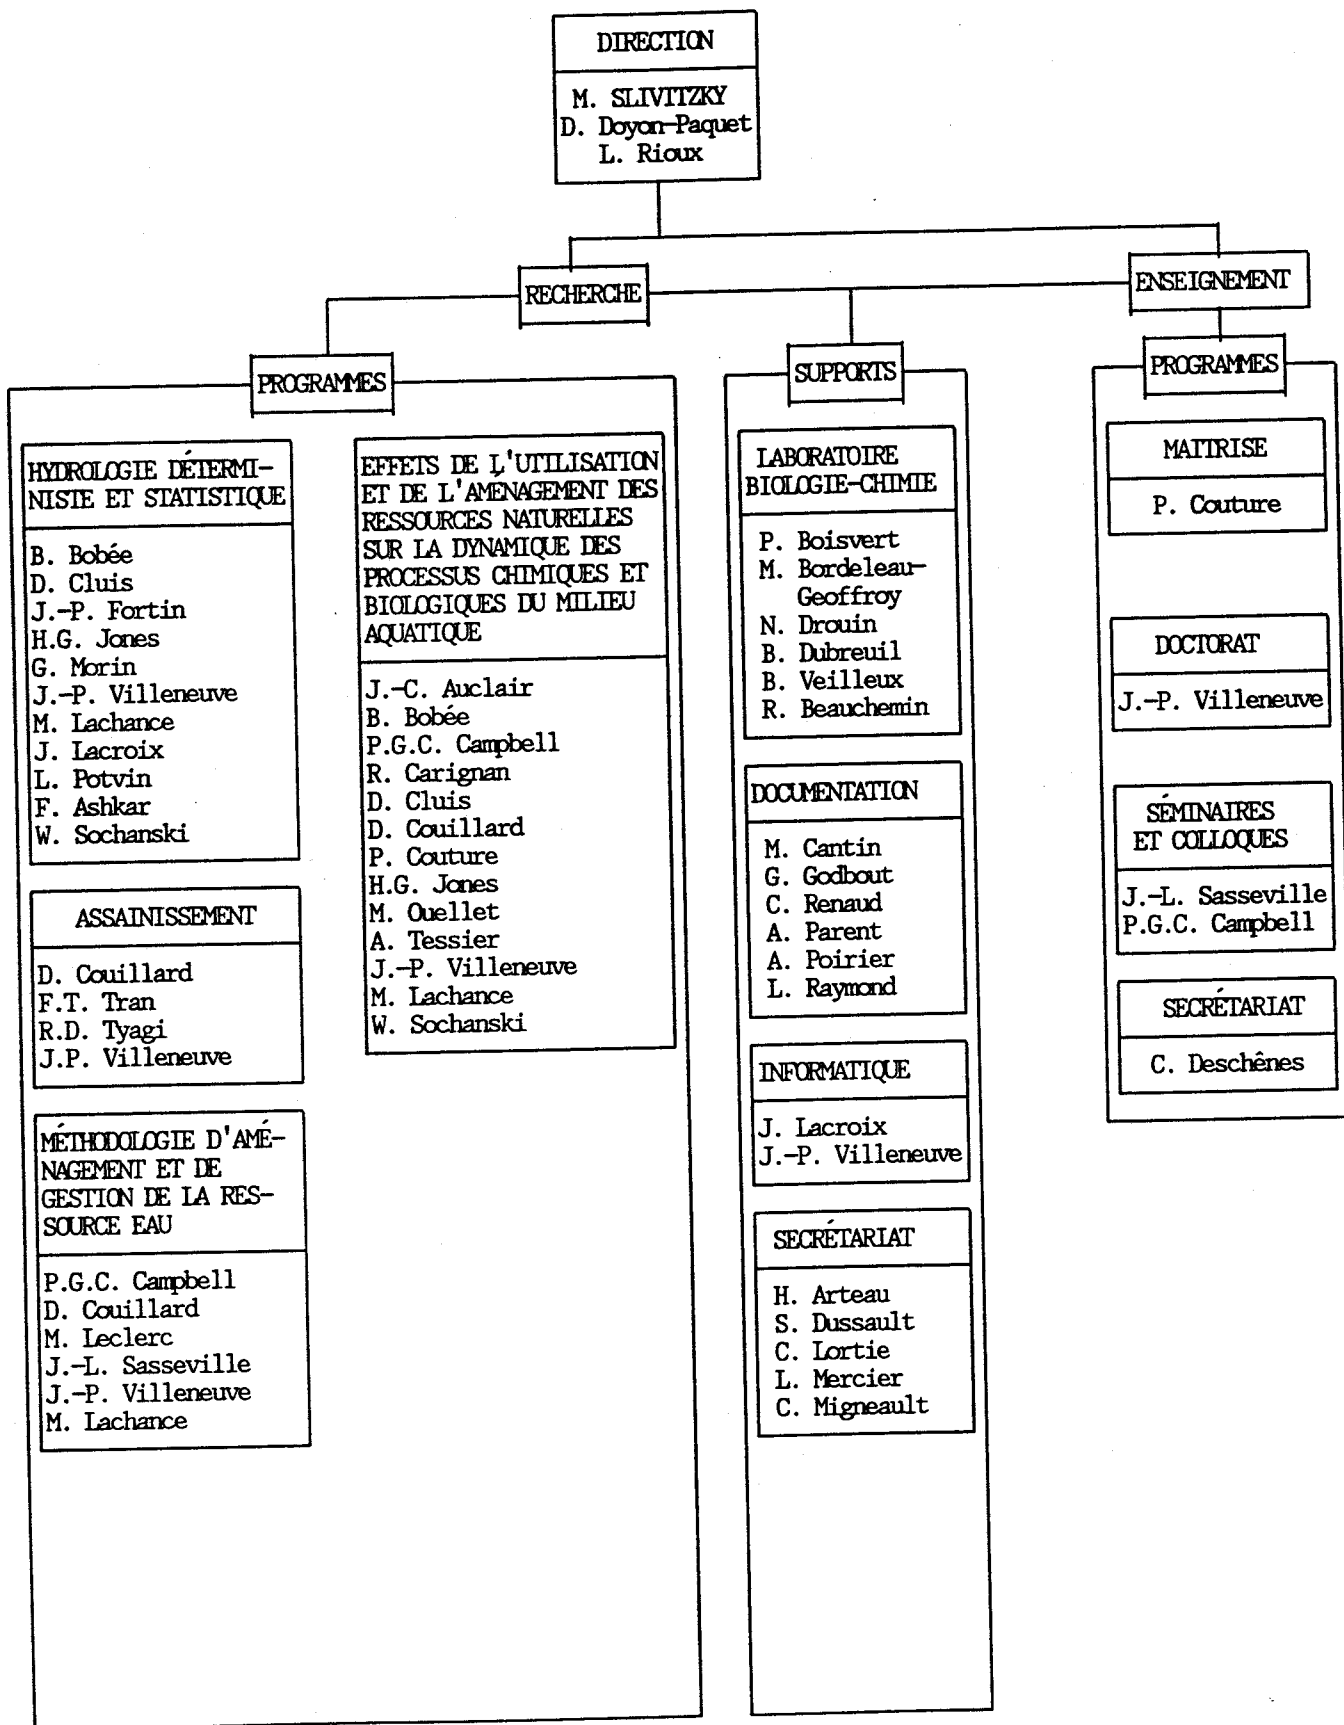 DIRECTION
M. SLIVITZKY
D. Doyon-Paquet
L. Rioux
RECHERCHE
ENSEIGNEMENT
PROGRAMMES
HYDROLOGIE DÉTERMI-
NISTE ET STATISTIQUE
B. Bobée
D. Cluis
J.-P. Fortin
H.G. Jones
G. Morin
J.-P. Villeneuve
M. Lachance
J. Lacroix
L. Potvin
F. Ashkar
W. Sochanski
ASSAINISSEMENT
D. Couillard
F.T. Tran
R.D. Tyagi
J.P. Villeneuve
MÉTHODOLOGIE D'AMÉ-
NAGEMENT ET DE
GESTION DE LA RES-
SOURCE EAU
P.G.C. Campbell
D. Couillard
M. Leclerc
J.-L. Sasseville
J.-P. Villeneuve
M. Lachance
EFFETS DE L'UTILISATION
ET DE L'AMENAGEMENT DES
RESSOURCES NATURELLES
SUR LA DYNAMIQUE DES
PROCESSUS CHIMIQUES ET
BIOLOGIQUES DU MILIEU
AQUATIQUE
J.-C. Auclair
B. Bobée
P.G.C. Campbell
R. Carignan
D. Cluis
D. Couillard
P. Couture
H.G. Jones
M. Ouellet
A. Tessier
J.-P. Villeneuve
M. Lachance
W. Sochanski
SUPPORTS
LABORATOIRE
BIOLOGIE-CHIMIE
P. Boisvert
M. Bordeleau-
Geoffroy
N. Drouin
B. Dubreuil
B. Veilleux
R. Beauchemin
DOCUMENTATION
M. Cantin
G. Godbout
C. Renaud
A. Parent
A. Poirier
L. Raymond
INFORMATIQUE
J. Lacroix
J.-P. Villeneuve
SECRÉTARIAT
H. Arteau
S. Dussault
C. Lortie
L. Mercier
C. Migneault
PROGRAMMES
MAITRISE
P. Couture
DOCTORAT
J.-P. Villeneuve
SÉMINAIRES
ET COLLOQUES
J.-L. Sasseville
P.G.C. Campbell
SECRÉTARIAT
C. Deschênes